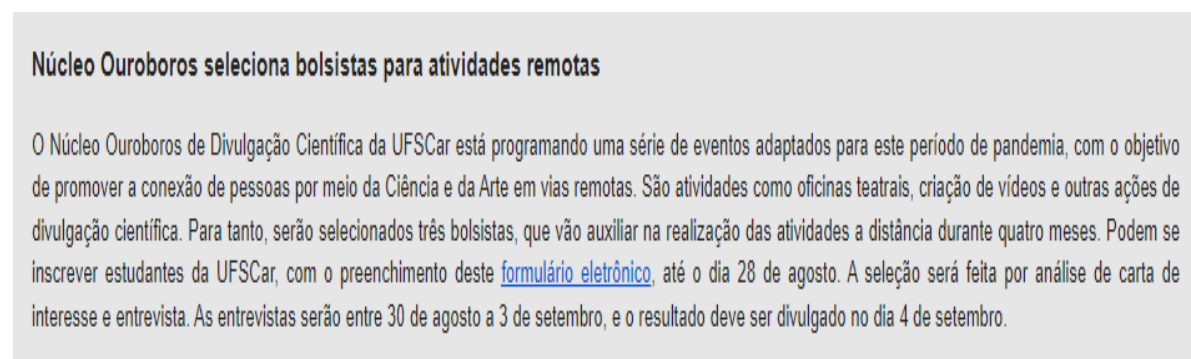 Núcleo Ouroboros seleciona bolsistas para atividades remotas
O Núcleo Ouroboros de Divulgação Científica da UFSCar está programando uma série de eventos adaptados para este período de pandemia, com o objetivo
de promover a conexão de pessoas por meio da Ciência e da Arte em vias remotas. São atividades como oficinas teatrais, criação de vídeos e outras ações de
divulgação científica. Para tanto, serão selecionados três bolsistas, que vão auxiliar na realização das atividades a distância durante quatro meses. Podem se
inscrever estudantes da UFSCar, com o preenchimento deste formulário eletrônico, até o dia 28 de agosto. A seleção será feita por análise de carta de
interesse e entrevista. As entrevistas serão entre 30 de agosto a 3 de setembro, e o resultado deve ser divulgado no dia 4 de setembro.